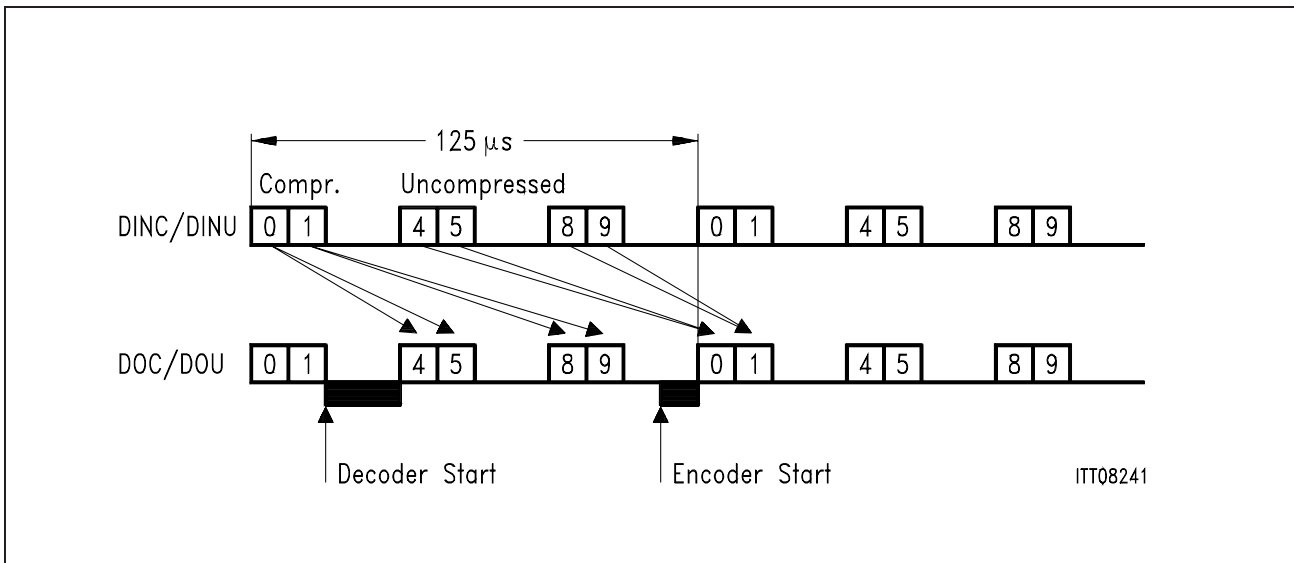 125 µs
Compr. Uncompressed
DINC/DINU 0 1 4 5 8 9 0 1 4 5 8 9
DOC/DOU 0 1 4 5 8 9 0 1 4 5 8 9
Decoder Start Encoder Start ITT08241